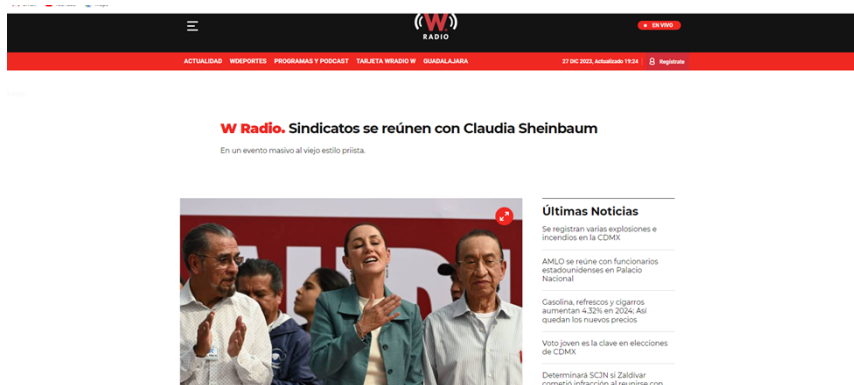 W
RADIO
EN VIVO
ACTUALIDAD WDEPORTES PROGRAMAS Y PODCAST TARJETA WRADIO W GUADALAJARA
27 DIC 2023, Actualizado 19:24
Regístrate
W Radio. Sindicatos se reúnen con Claudia Sheinbaum
En un evento masivo al viejo estilo priista.
Últimas Noticias
Se registran varias explosiones e
incendios en la CDMX
AMLO se reúne con funcionarios
estadounidenses en Palacio
Nacional
Gasolina, refrescos y cigarros
aumentan 4.32% en 2024; Así
quedan los nuevos precios
Voto joven es la clave en elecciones
de CDMX
Determinará SCJN si Zaldívar
cometió infracción al reunirse con